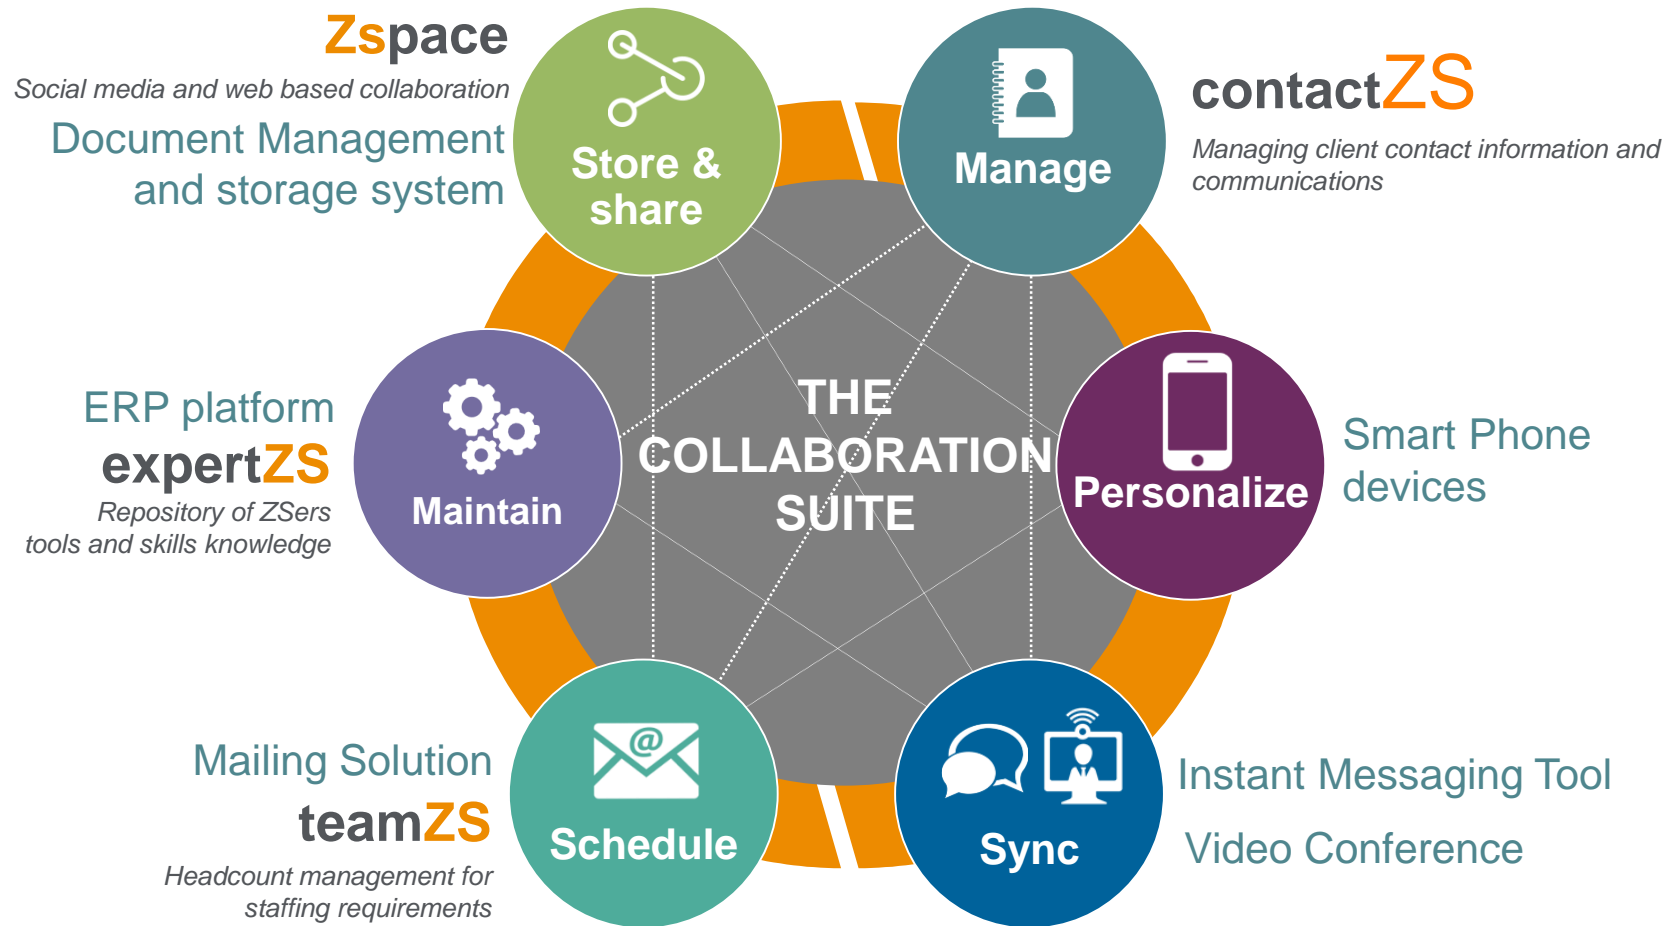 Zspace
Social media and web based collaboration
Document Management
and storage system
Store &
share
Manage
contactZS
Managing client contact information and
communications
ERP platform
expertZS
Repository of ZSers
tools and skills knowledge
Maintain
THE
COLLABORATION
SUITE
Personalize
Smart Phone
devices
Mailing Solution
teamZS
Headcount management for
staffing requirements
@
Schedule
Sync
Instant Messaging Tool
Video Conference